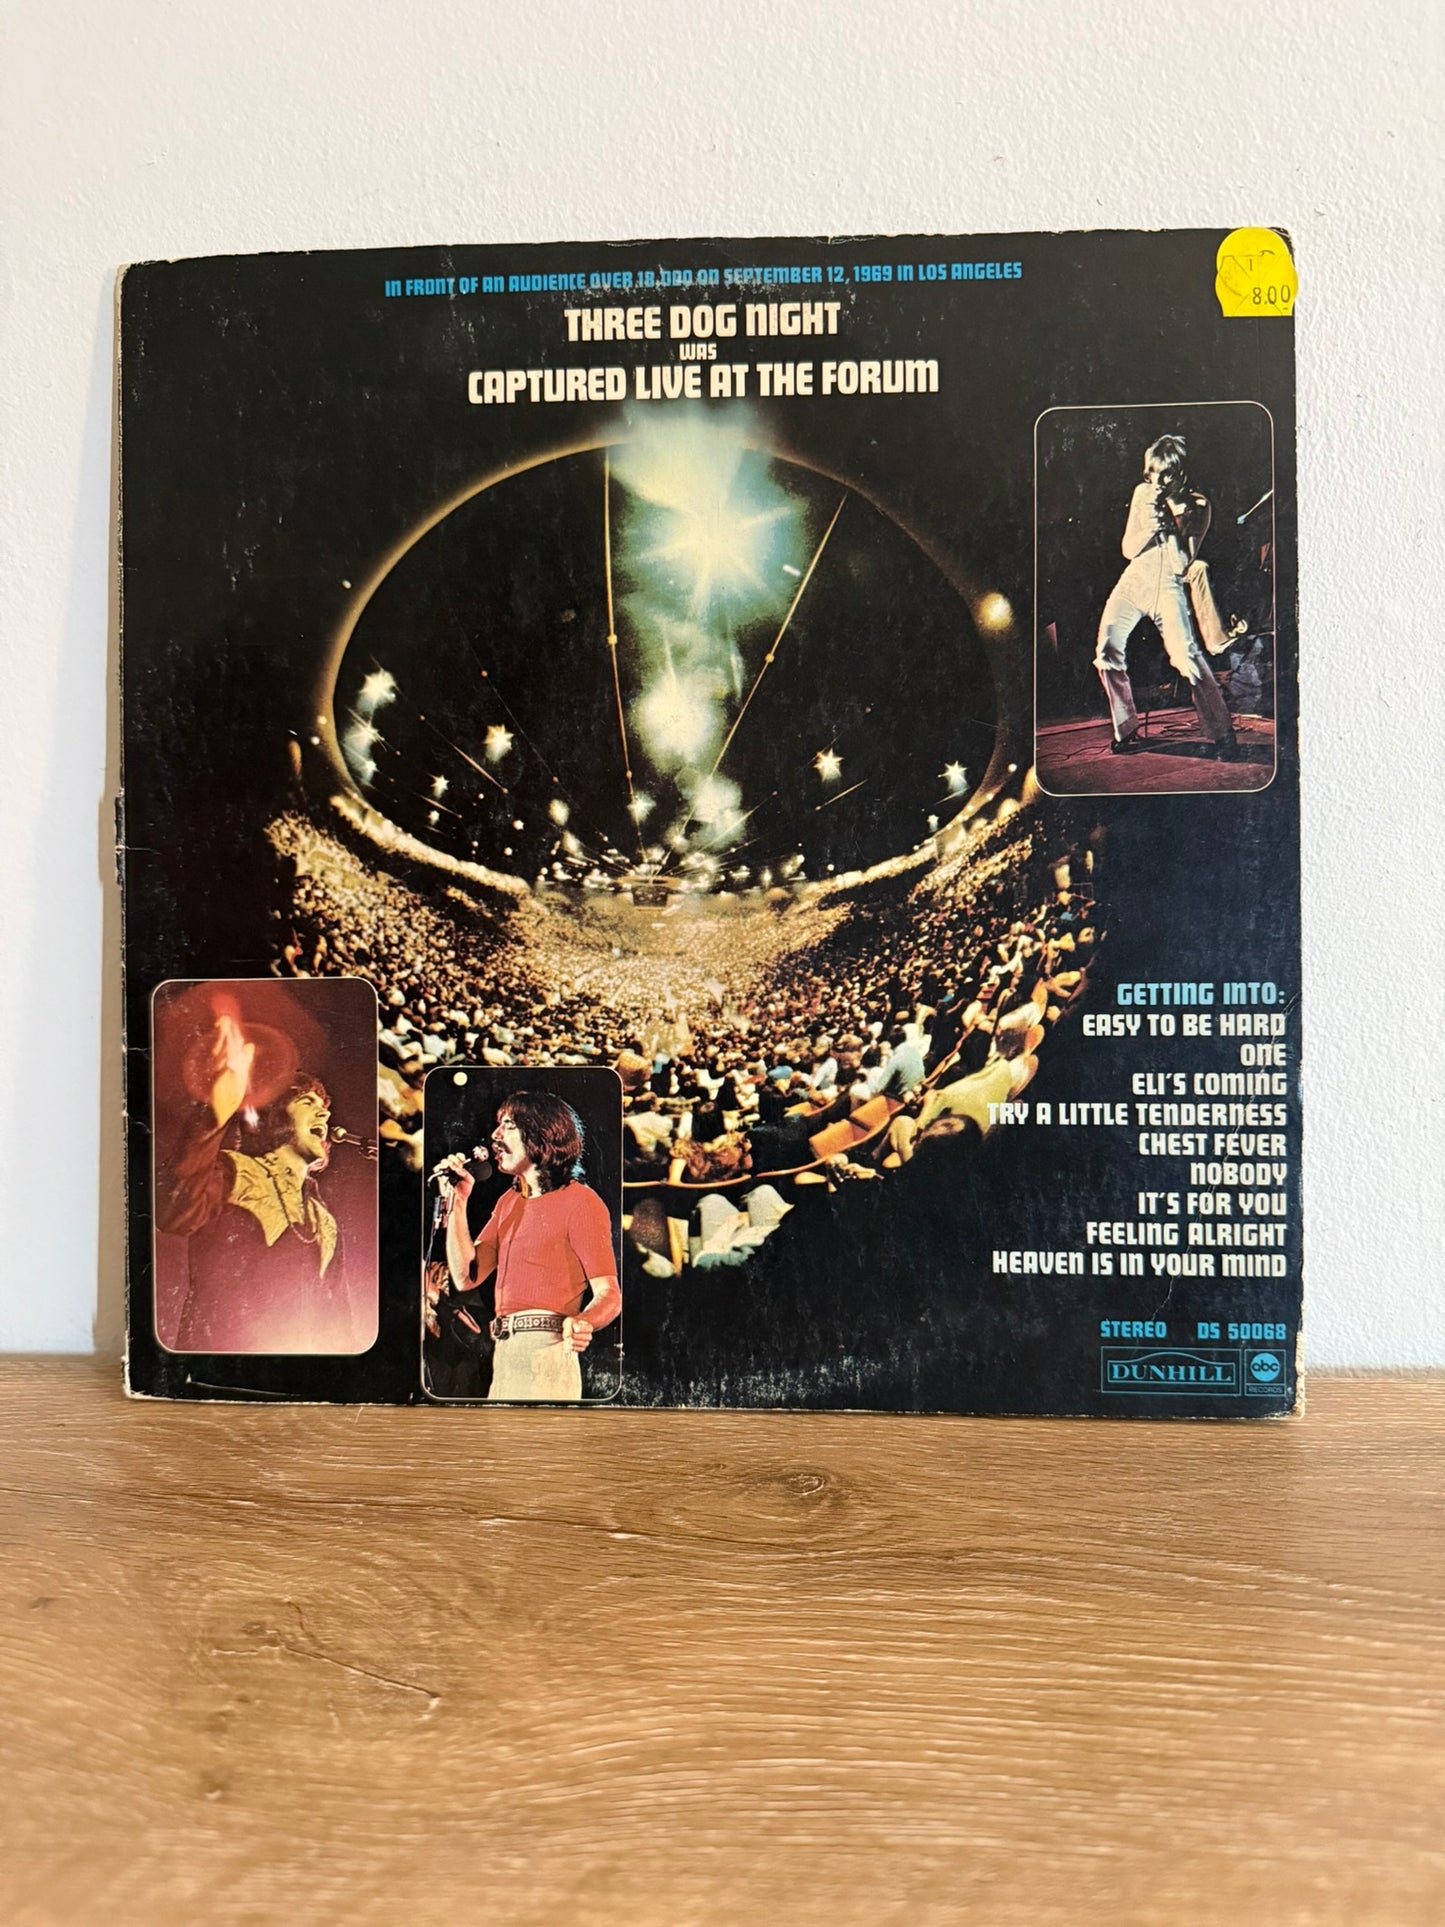 IN FRONT OF AN AUDIENCE OVER 18,000 ON SEPTEMBER 12, 1969 IN LOS ANGELES
THREE DOG NIGHT
WAS
CAPTURED LIVE AT THE FORUM
8.00
GETTING INTO:
EASY TO BE HARD
ONE
ELI'S COMING
TRY A LITTLE TENDERNESS
CHEST FEVER
NOBODY
IT'S FOR YOU
FEELING ALRIGHT
HEAVEN IS IN YOUR MIND
STEREO DS 50068
DUNHILL abc
RECORDS